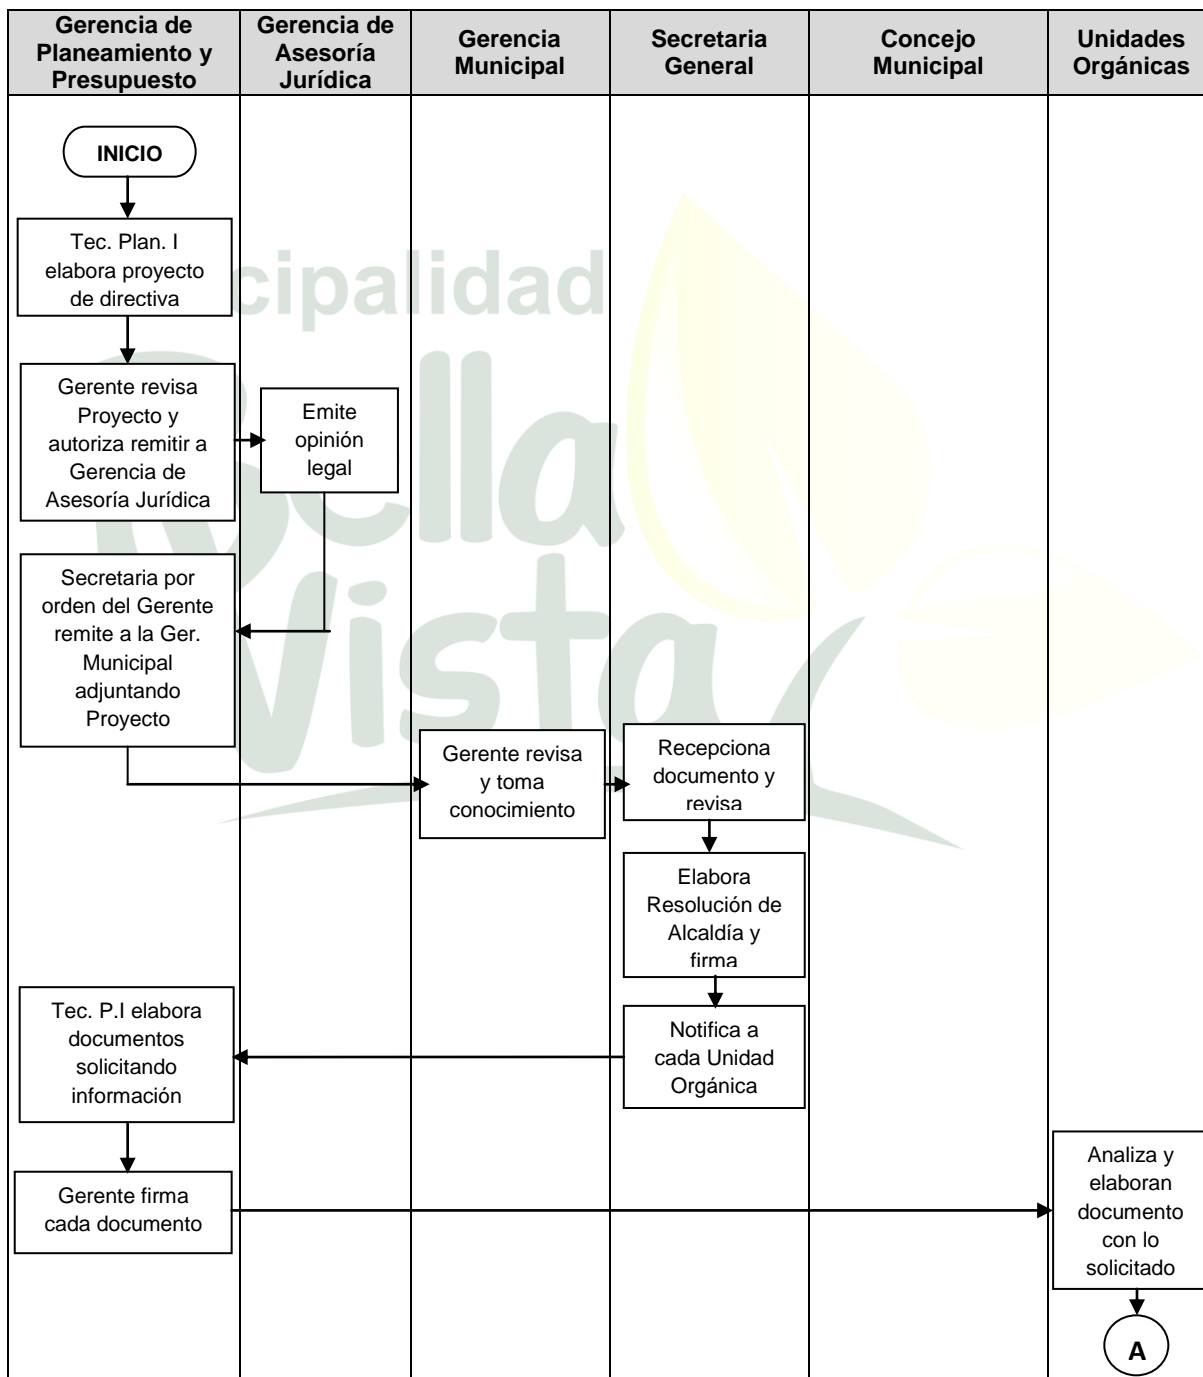 Gerencia de
Planeamiento y
Presupuesto
Gerencia de
Asesoría
Jurídica
Gerencia
Municipal
Secretaria
General
Concejo
Municipal
Unidades
Orgánicas
INICIO
Tec. Plan. I
elabora proyecto
de directiva
cipalidad
Gerente revisa
Proyecto y
autoriza remitir a
Gerencia de
Asesoría Jurídica
Emite
opinión
legal
Bella
Vista
Secretaria por
orden del Gerente
remite a la Ger.
Municipal
adjuntando
Proyecto
Gerente revisa
y toma
conocimiento
Recepciona
documento y
revisa
Elabora
Resolución de
Alcaldía y
firma
Notifica a
cada Unidad
Orgánica
Tec. P.I elabora
documentos
solicitando
información
Gerente firma
cada documento
Analiza y
elaboran
documento
con lo
solicitado
A